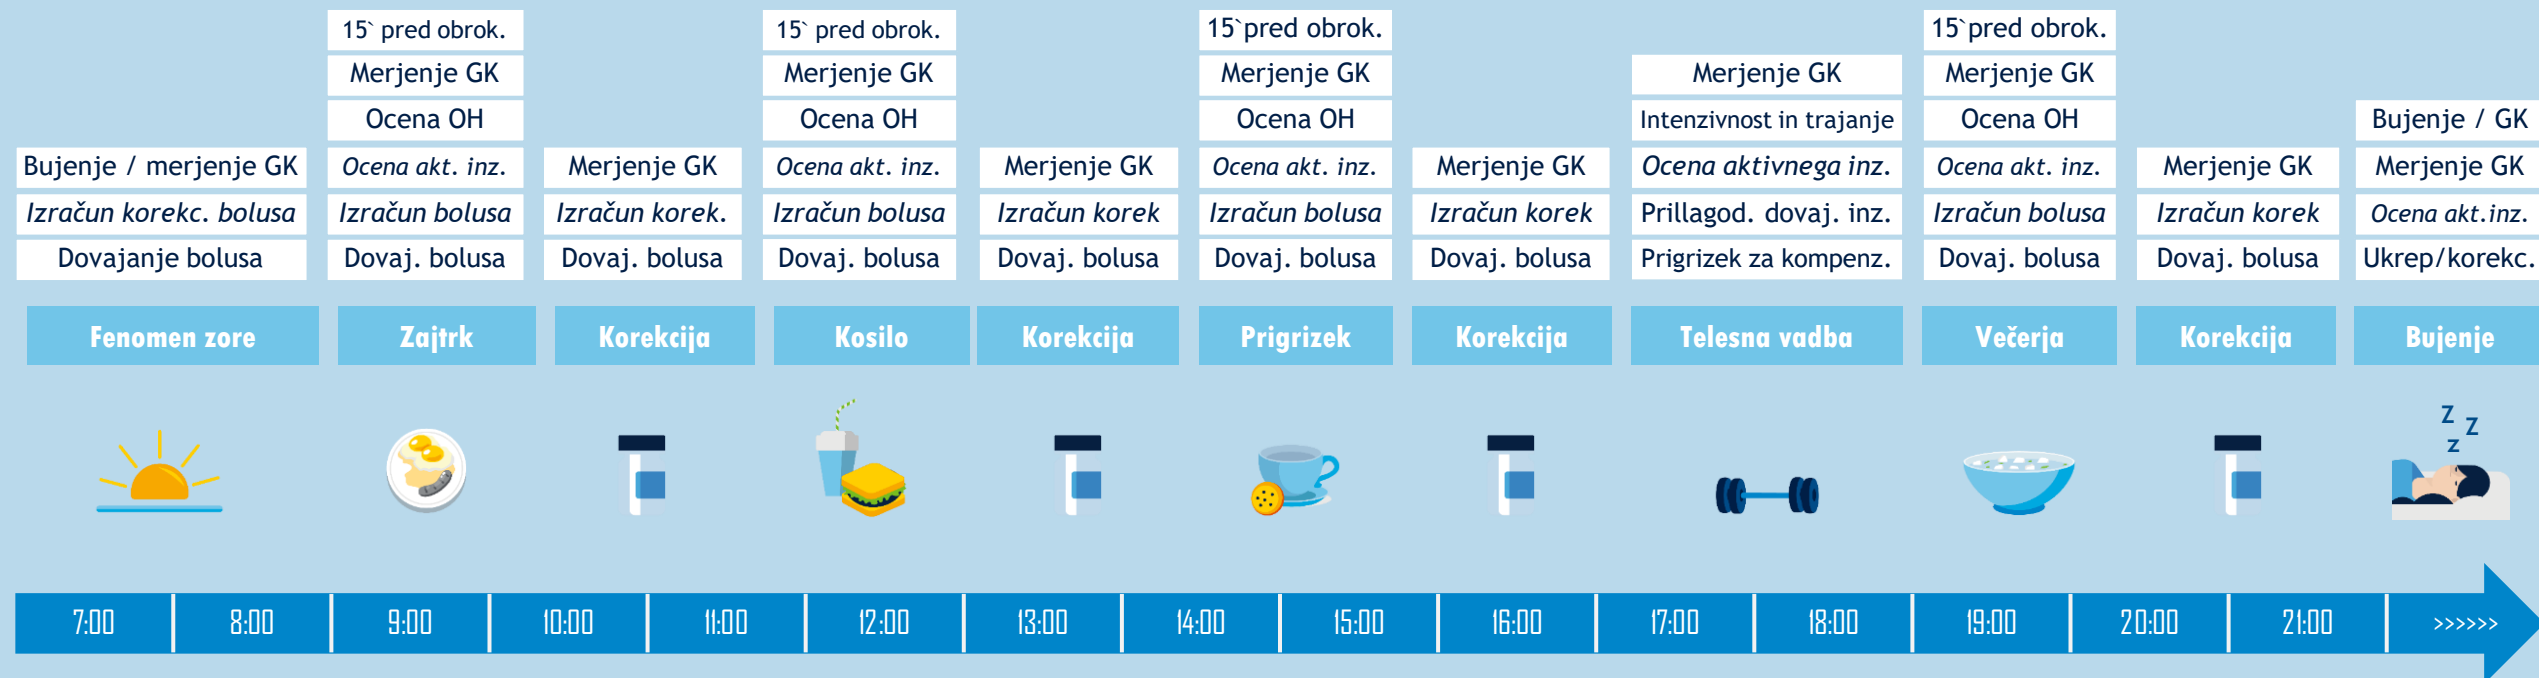 15` pred obrok.
15` pred obrok.
15`pred obrok.
15`pred obrok.
Merjenje GK
Merjenje GK
Merjenje GK
Merjenje GK
Merjenje GK
Ocena OH
Ocena OH
Ocena OH
Intenzivnost in trajanje
Ocena OH
Bujenje / GK
Bujenje / merjenje GK
Ocena akt. inz.
Merjenje GK
Ocena akt. inz.
Merjenje GK
Ocena akt. inz.
Merjenje GK
Ocena aktivnega inz.
Ocena akt. inz.
Merjenje GK
Merjenje GK
Izračun korekc. bolusa
Izračun bolusa
Izračun korek.
Izračun bolusa
Izračun korek
Izračun bolusa
Izračun korek
Prillagod. dovaj. inz.
Izračun bolusa
Izračun korek
Ocena akt.inz.
Dovajanje bolusa
Dovaj. bolusa
Dovaj. bolusa
Dovaj. bolusa
Dovaj. bolusa
Dovaj. bolusa
Dovaj. bolusa
Prigrizek za kompenz.
Dovaj. bolusa
Dovaj. bolusa
Ukrep/korekc.
Fenomen zore
Zajtrk
Korekcija
Kosilo
Korekcija
Prigrizek
Korekcija
Telesna vadba
Večerja
Korekcija
Bujenje
Z
Z
Z
7:00
8:00
9:00
10:00
11:00
12:00
13:00
14:00
15:00
16:00
17:00
18:00
19:00
20:00
21:00
>>>>>>